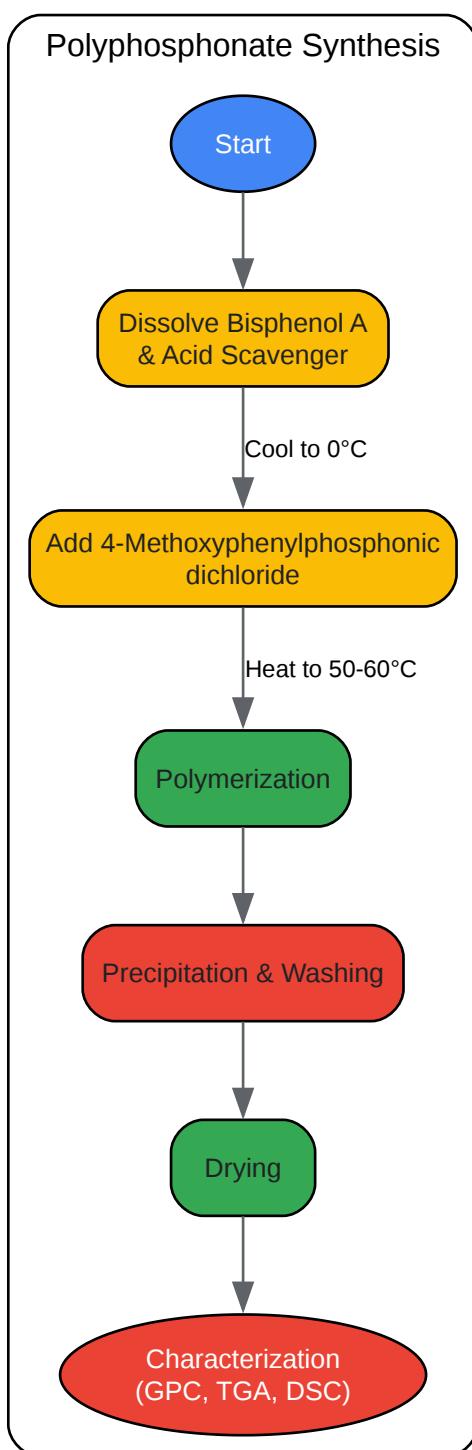 Polyphosphonate Synthesis
Start
Dissolve Bisphenol A
& Acid Scavenger
Cool to 0°C
Add 4-Methoxyphenylphosphonic
dichloride
Heat to 50-60°C
Polymerization
Precipitation & Washing
Drying
Characterization
(GPC, TGA, DSC)